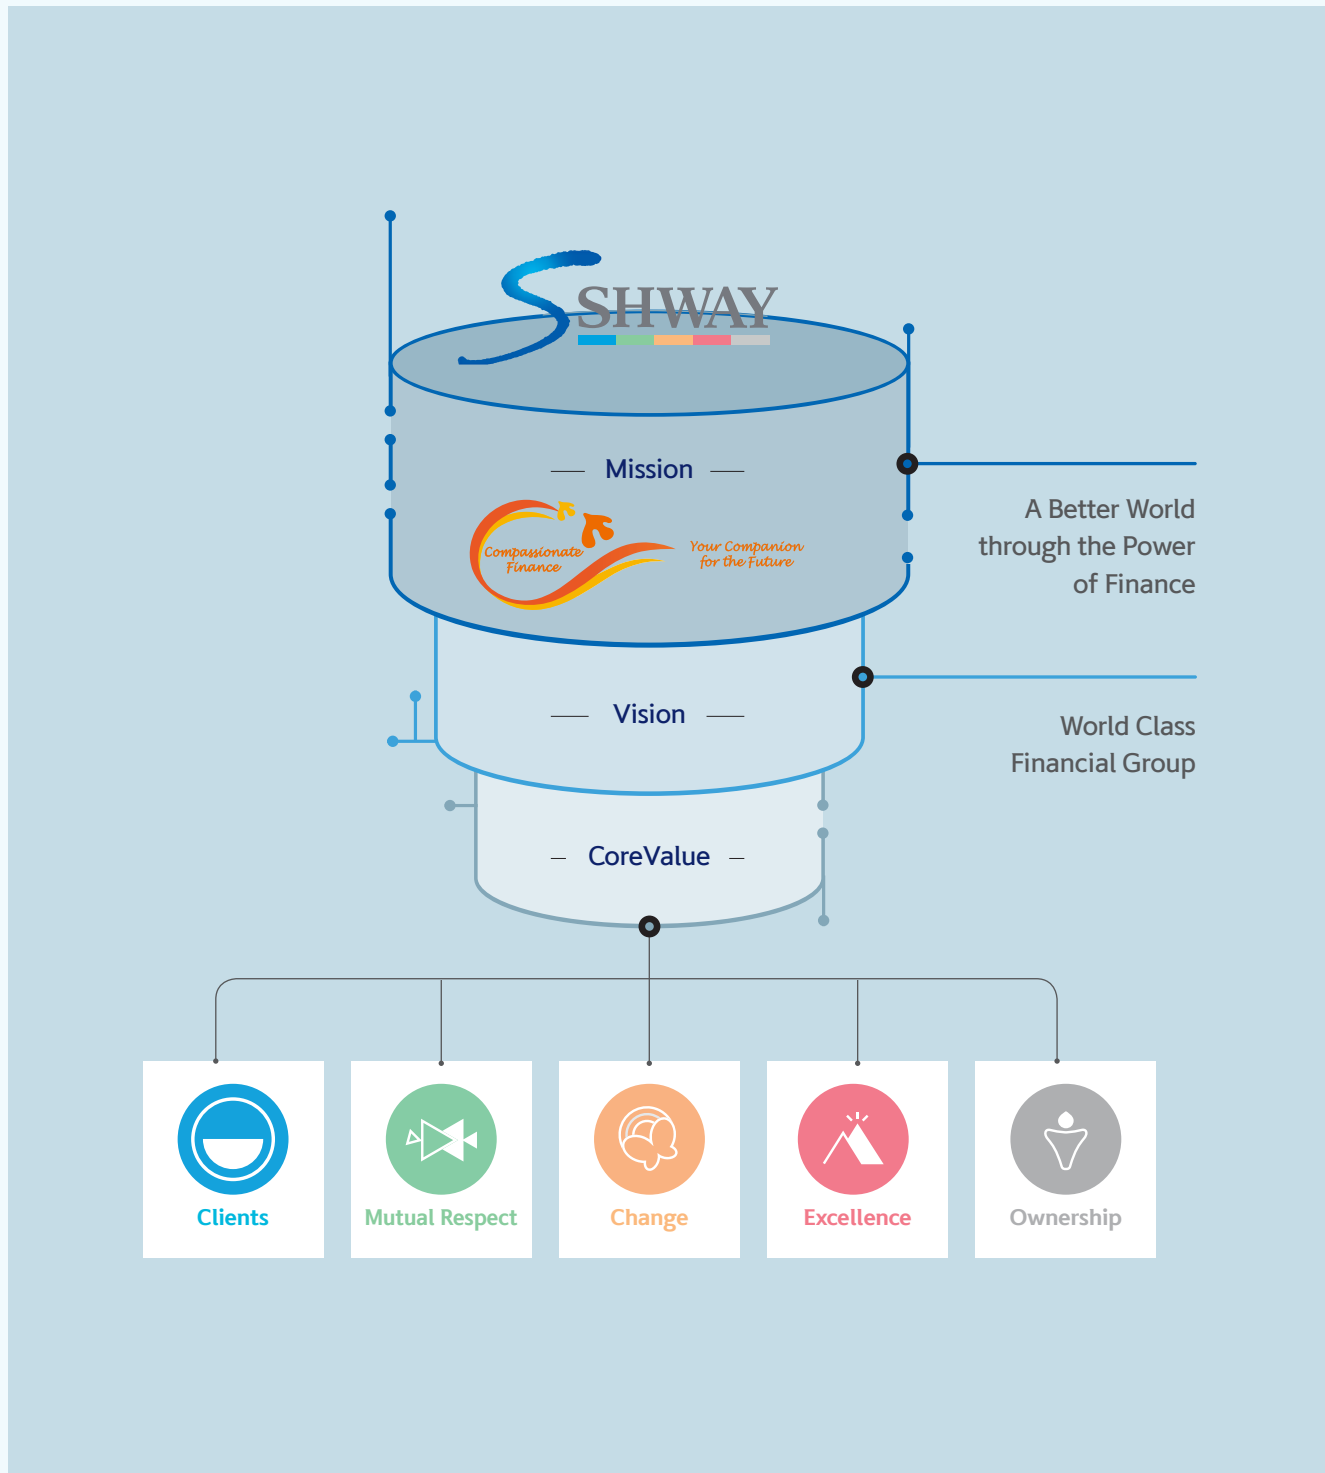 SHWAY
Mission
Compassionate
Finance
Your Companion
for the Future
A Better World
through the Power
of Finance
Vision
World Class
Financial Group
CoreValue
Clients
Mutual Respect
Change
Excellence
Ownership